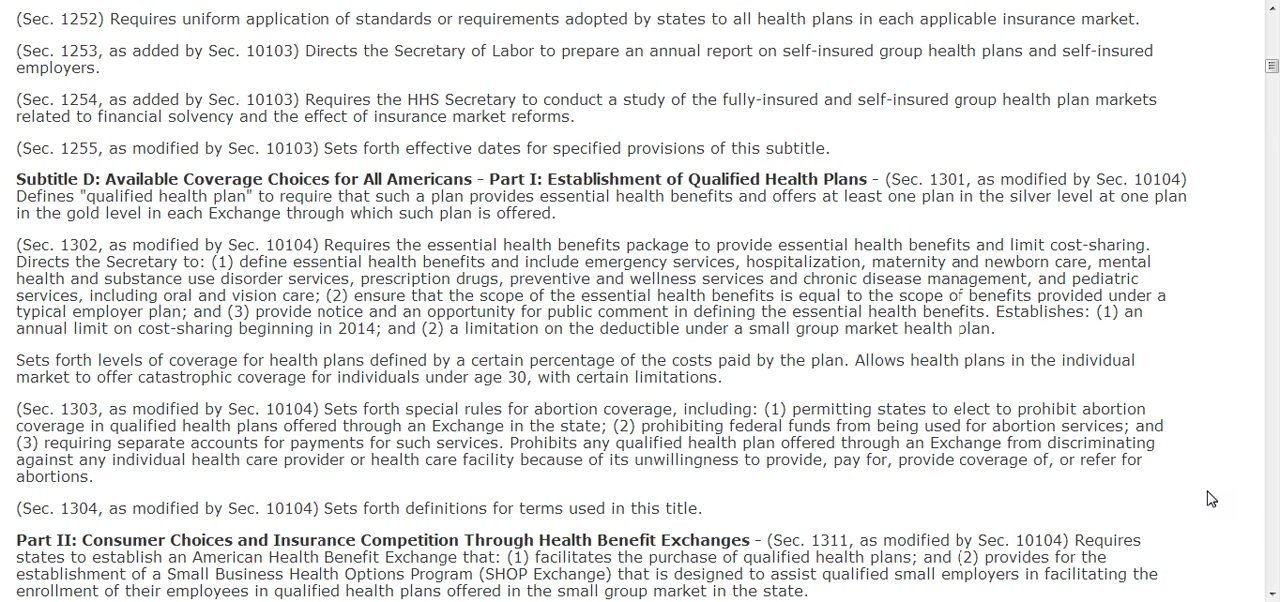 (Sec. 1252) Requires uniform application of standards or requirements adopted by states to all health plans in each applicable insurance market.
(Sec. 1253, as added by Sec. 10103) Directs the Secretary of Labor to prepare an annual report on self-insured group health plans and self-insured
employers.
(Sec. 1254, as added by Sec. 10103) Requires the HHS Secretary to conduct a study of the fully-insured and self-insured group health plan markets
related to financial solvency and the effect of insurance market reforms.
(Sec. 1255, as modified by Sec. 10103) Sets forth effective dates for specified provisions of this subtitle.
Subtitle D: Available Coverage Choices for All Americans - Part I: Establishment of Qualified Health Plans - (Sec. 1301, as modified by Sec. 10104)
Defines "qualified health plan" to require that such a plan provides essential health benefits and offers at least one plan in the silver level at one plan
in the gold level in each Exchange through which such plan is offered.
(Sec. 1302, as modified by Sec. 10104) Requires the essential health benefits package to provide essential health benefits and limit cost-sharing.
Directs the Secretary to: (1) define essential health benefits and include emergency services, hospitalization, maternity and newborn care, mental
health and substance use disorder services, prescription drugs, preventive and wellness services and chronic disease management, and pediatric
services, including oral and vision care; (2) ensure that the scope of the essential health benefits is equal to the scope of benefits provided under a
typical employer plan; and (3) provide notice and an opportunity for public comment in defining the essential health benefits. Establishes: (1) an
annual limit on cost-sharing beginning in 2014; and (2) a limitation on the deductible under a small group market health plan.
Sets forth levels of coverage for health plans defined by a certain percentage of the costs paid by the plan. Allows health plans in the individual
market to offer catastrophic coverage for individuals under age 30, with certain limitations.
(Sec. 1303, as modified by Sec. 10104) Sets forth special rules for abortion coverage, including: (1) permitting states to elect to prohibit abortion
coverage in qualified health plans offered through an Exchange in the state; (2) prohibiting federal funds from being used for abortion services; and
(3) requiring separate accounts for payments for such services. Prohibits any qualified health plan offered through an Exchange from discriminating
against any individual health care provider or health care facility because of its unwillingness to provide, pay for, provide coverage of, or refer for
abortions.
(Sec. 1304, as modified by Sec. 10104) Sets forth definitions for terms used in this title.
Part II: Consumer Choices and Insurance Competition Through Health Benefit Exchanges - (Sec. 1311, as modified by Sec. 10104) Requires
states to establish an American Health Benefit Exchange that: (1) facilitates the purchase of qualified health plans; and (2) provides for the
establishment of a Small Business Health Options Program (SHOP Exchange) that is designed to assist qualified small employers in facilitating the
enrollment of their employees in qualified health plans offered in the small group market in the state.